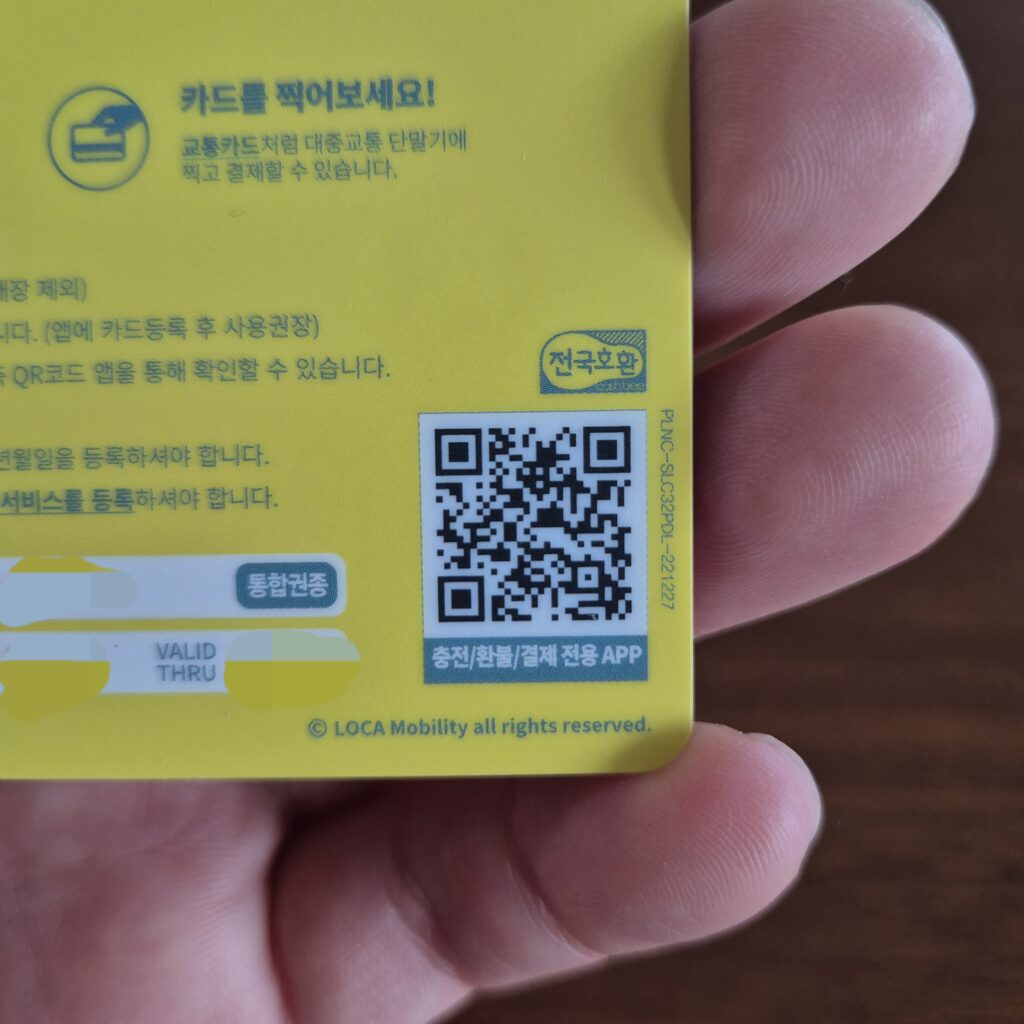 카드를 찍어보세요!
교통카드처럼 대중교통 단말기에
찍고 결제할 수 있습니다.
제외)
니다. (앱에 카드등록 후 사용권장)
QR코드 앱을 통해 확인할 수 있습니다.
전국호환
cashbee
년월일을 등록하셔야 합니다.
서비스를 등록하셔야 합니다.
PLNC-SLC32PDL-221227
통합권종
VALID
THRU
충전/환불/결제 전용 APP
© LOCA Mobility all rights reserved.